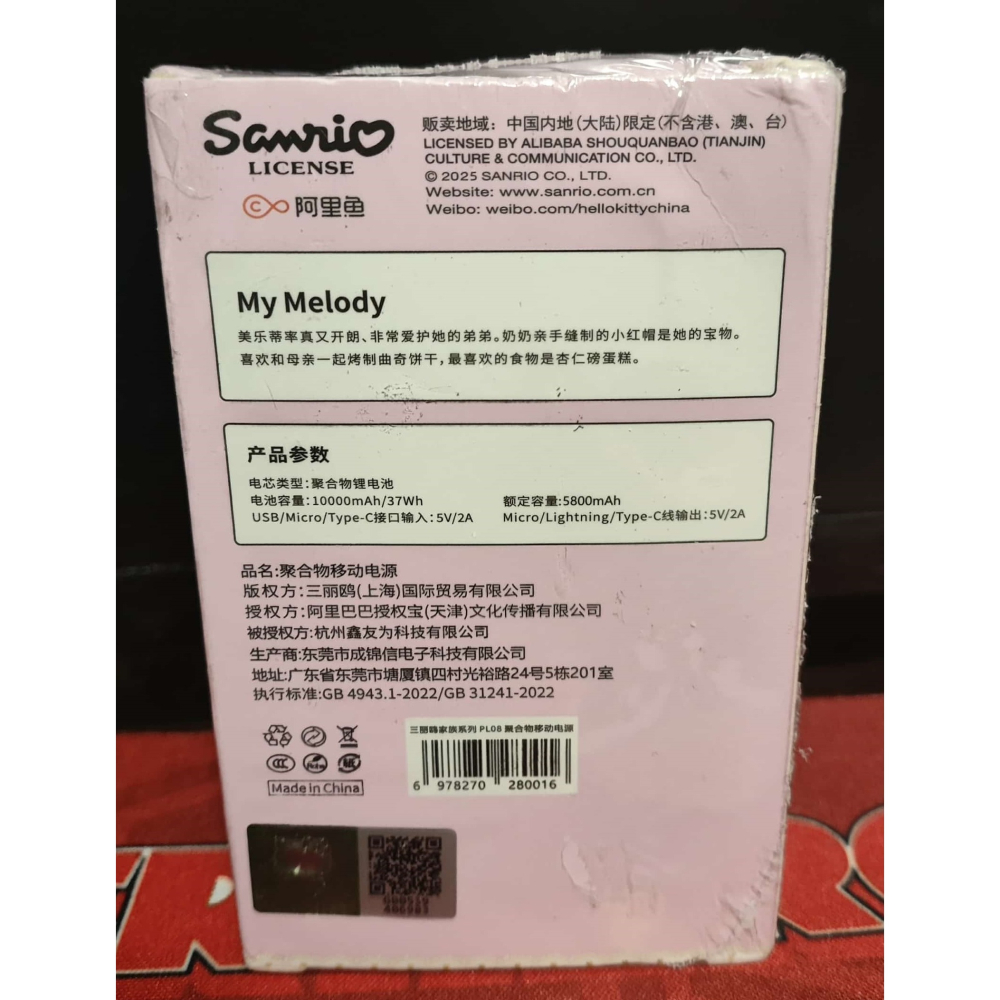 Sanrio
LICENSE
阿里鱼
贩卖地域：中国内地(大陆)限定(不含港、澳、台)
LICENSED BY ALIBABA SHOUQUANBAO (TIANJIN)
CULTURE & COMMUNICATION CO., LTD.
© 2025 SANRIO CO., LTD.
Website: www.sanrio.com.cn
Weibo: weibo.com/hellokittychina
My Melody
美乐蒂率真又开朗、非常爱护她的弟弟。奶奶亲手缝制的小红帽是她的宝物。
喜欢和母亲一起烤制曲奇饼干，最喜欢的食物是杏仁磅蛋糕。
产品参数
电芯类型：聚合物锂电池
电池容量：10000mAh/37Wh
额定容量:5800mAh
USB/Micro/Type-C接口输入：5V/2A
Micro/Lightning/Type-C线输出：5V/2A
品名:聚合物移动电源
版权方：三丽鸥(上海)国际贸易有限公司
授权方：阿里巴巴授权宝(天津)文化传播有限公司
被授权方：杭州鑫友为科技有限公司
生产商:东莞市成锦信电子科技有限公司
地址:广东省东莞市塘厦镇四村光裕路24号5栋201室
执行标准:GB 4943.1-2022/GB 31241-2022
三丽鸥家族系列 PL08 聚合物移动电源
6 978270 280016
Made in China